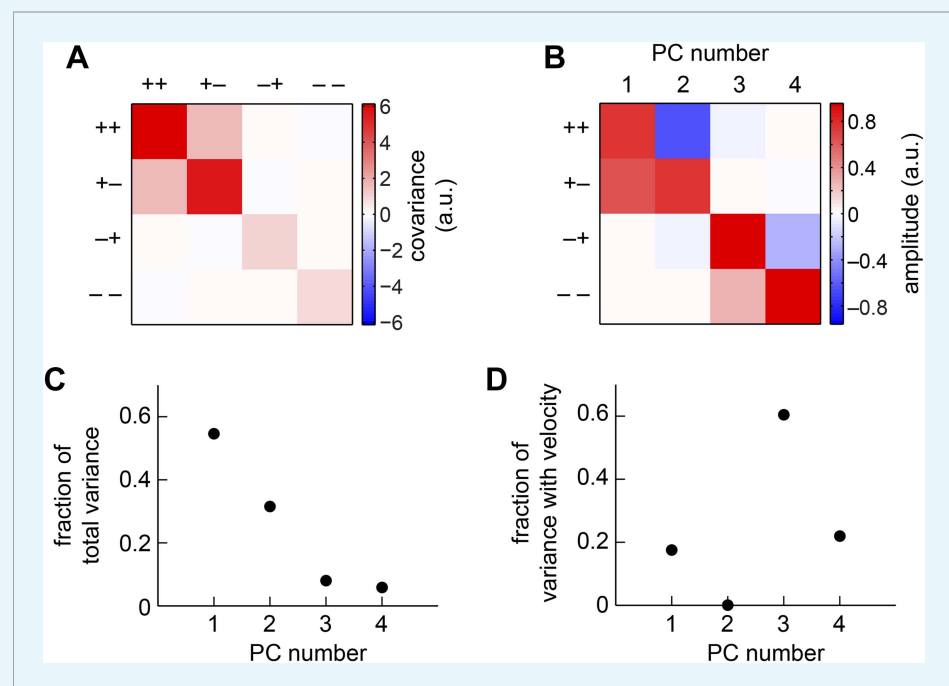 A
++ +– –+ – –
++
+–
–+
– –
6
4
2
0
–2
–4
–6
covariance
(a.u.)
B
PC number
1 2 3 4
++
+–
–+
– –
0.8
0.4
0
–0.4
–0.8
amplitude (a.u.)
C
fraction of
total variance
0.6
0.4
0.2
0
1 2 3 4
PC number
D
fraction of
variance with velocity
0.6
0.4
0.2
0
1 2 3 4
PC number